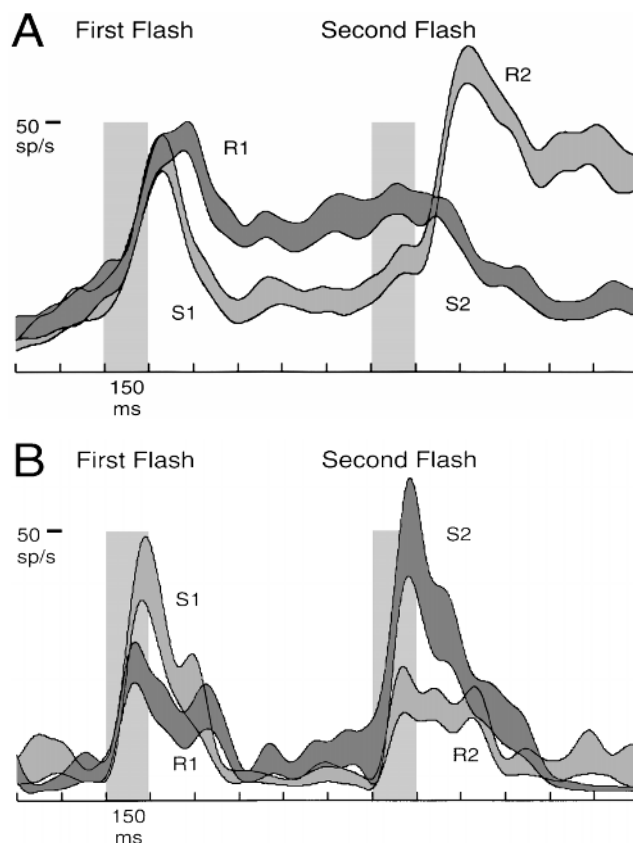 A
First Flash
Second Flash
R2
50
sp/s
R1
S1
S2
150
ms
B
First Flash
Second Flash
50
sp/s
S2
S1
R1
R2
150
ms